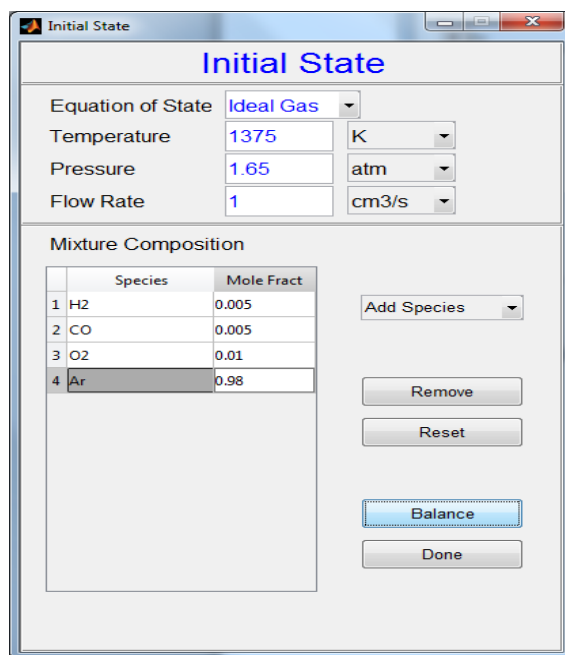 Initial State
Initial State
Equation of State Ideal Gas
Temperature 1375 K
Pressure 1.65 atm
Flow Rate 1 cm3/s
Mixture Composition
Species Mole Fract
1 H2 0.005
2 CO 0.005
3 O2 0.01
4 Ar 0.98
Add Species
Remove
Reset
Balance
Done